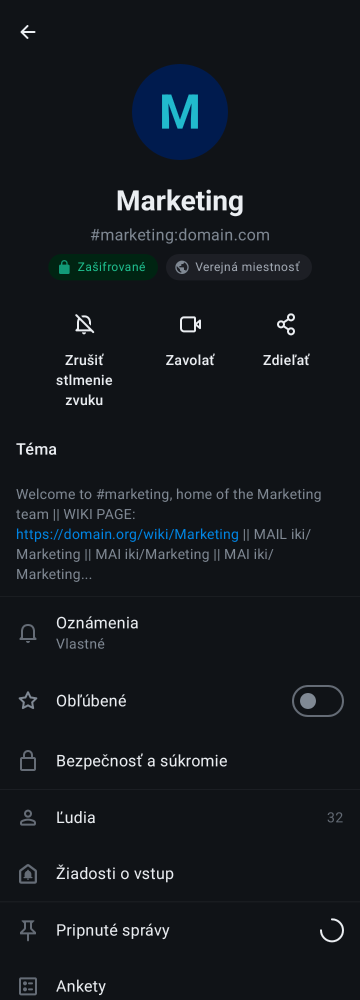 M
Marketing
#marketing:domain.com
Zašifrované
Verejná miestnosť
Zrušiť
stlmenie
zvuku
Zavolať
Zdieľať
Téma
Welcome to #marketing, home of the Marketing
team || WIKI PAGE:
https://domain.org/wiki/Marketing || MAIL iki/
Marketing || MAI iki/Marketing || MAI iki/
Marketing...
Oznámenia
Vlastné
Obľúbené
Bezpečnosť a súkromie
Ľudia 32
Žiadosti o vstup
Pripnuté správy
Ankety